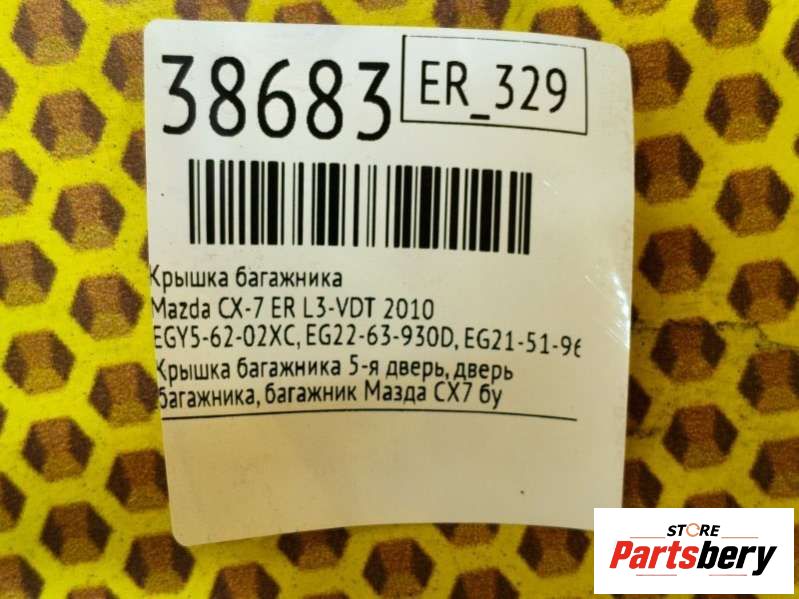 38683
ER_329
Крышка багажника
Mazda CX-7 ER L3-VDT 2010
EGY5-62-02XC, EG22-63-930D, EG21-51-96
Крышка багажника 5-я дверь, дверь
багажника, багажник Мазда СХ7 бу
STORE
Partsbery